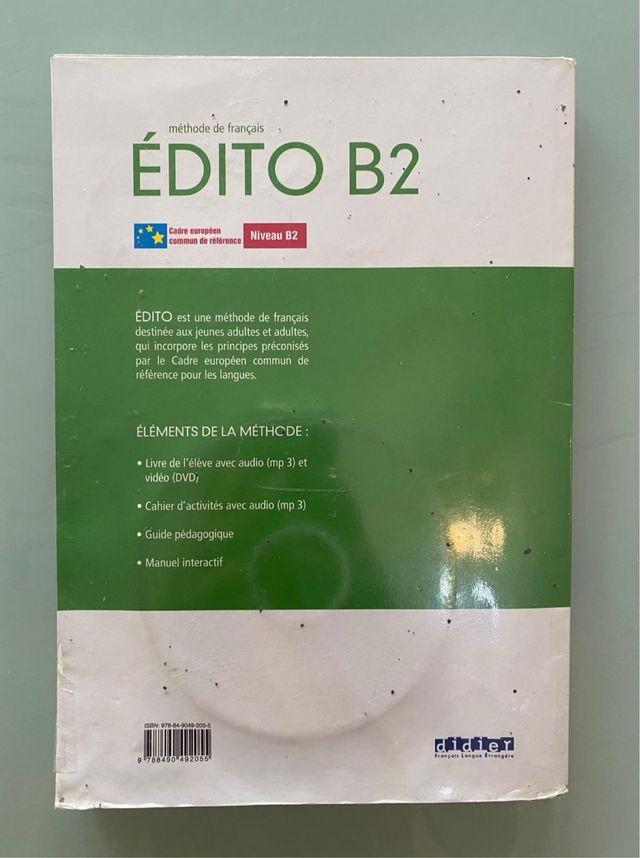 méthode de français
ÉDITO B2
Cadre européen
commun de référence
Niveau B2
ÉDITO est une méthode de français
destinée aux jeunes adultes et adultes,
qui incorpore les principes préconisés
par le Cadre européen commun de
référence pour les langues.
ÉLÉMENTS DE LA MÉTHODE :
• Livre de l'élève avec audio (mp 3) et
vidéo (DVD)
• Cahier d'activités avec audio (mp 3)
• Guide pédagogique
• Manuel interactif
ISBN: 978-84-9049-205-5
9 788490 492055
didier
Français Langue Étrangère